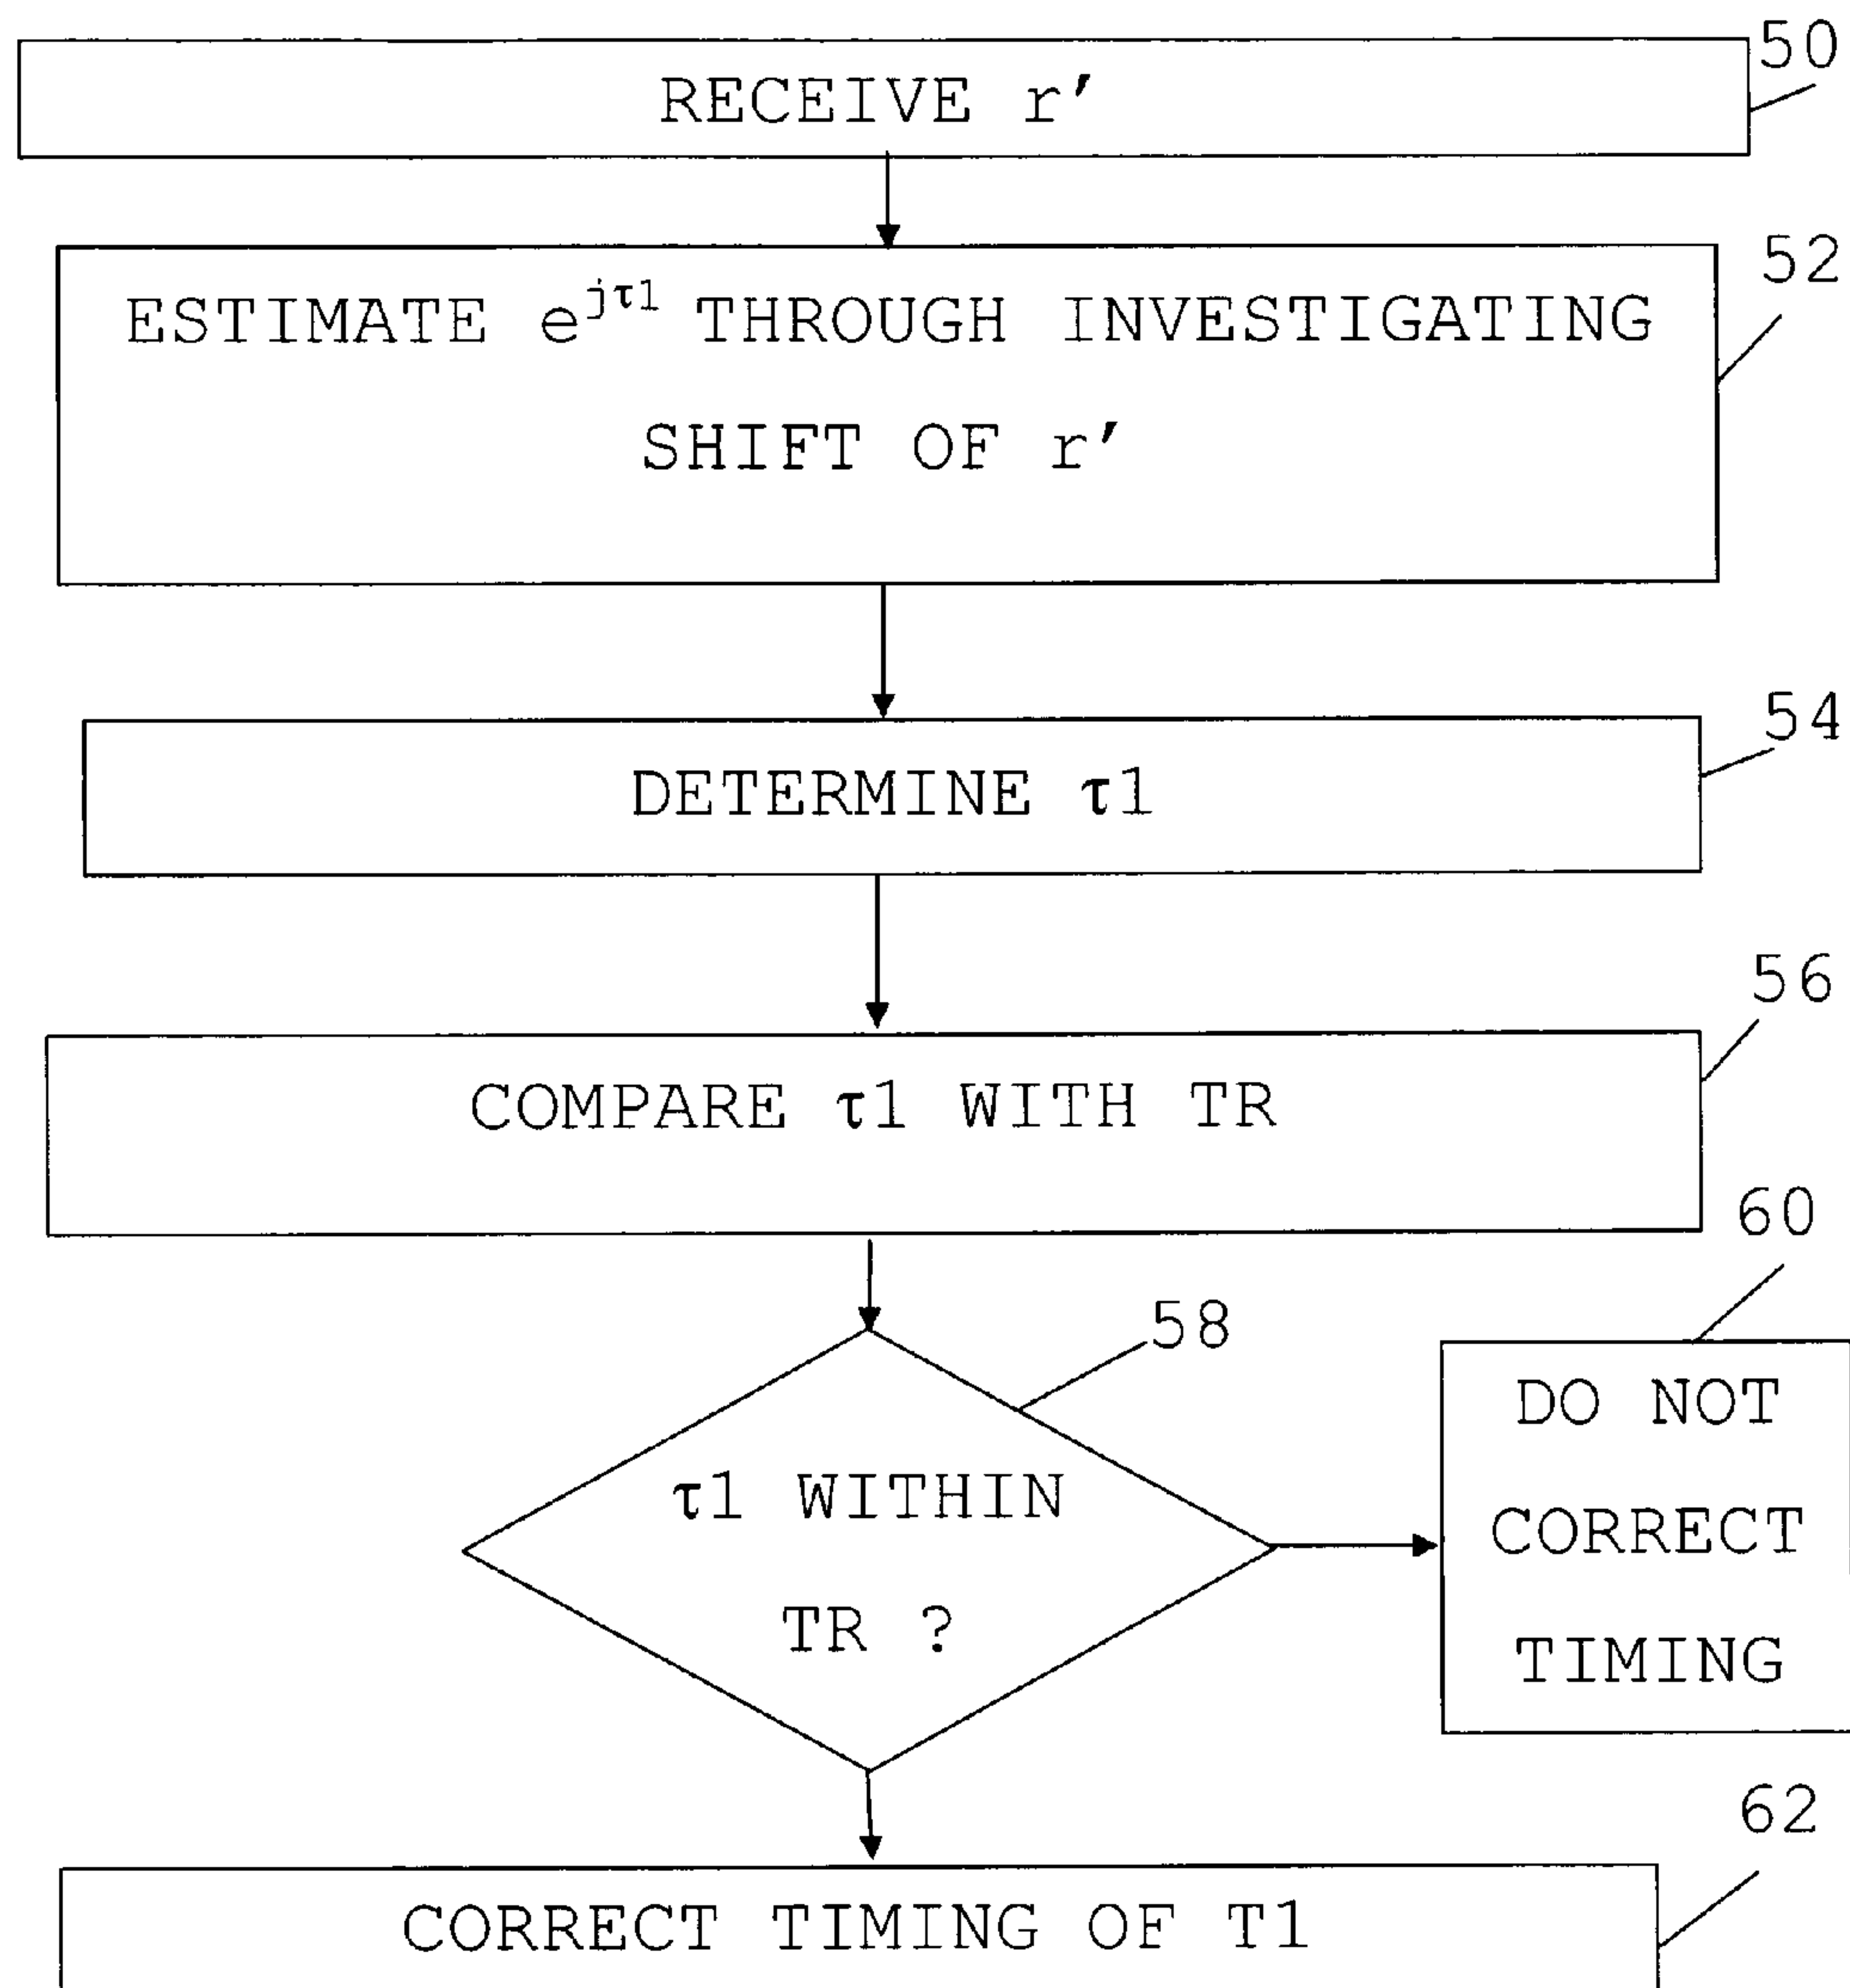 50
RECEIVE r′
52
ESTIMATE e^jτ1 THROUGH INVESTIGATING
SHIFT OF r′
54
DETERMINE τ1
56
COMPARE τ1 WITH TR
60
58
DO NOT
CORRECT
TIMING
τ1 WITHIN
TR ?
62
CORRECT TIMING OF T1